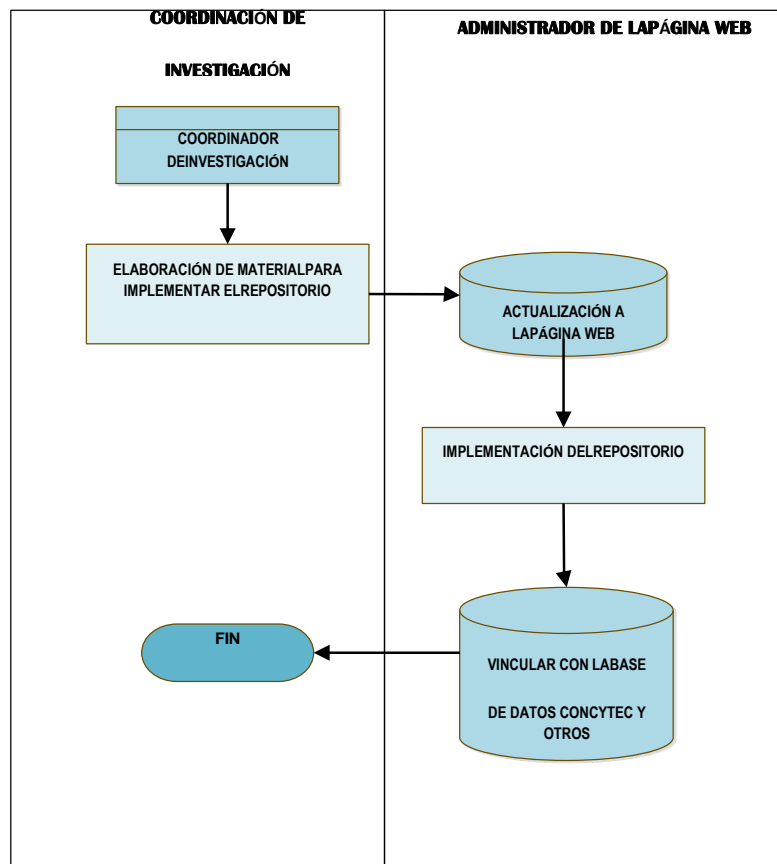 COORDINACIÓN DE
INVESTIGACIÓN
ADMINISTRADOR DE LAPÁGINA WEB
COORDINADOR
DEINVESTIGACIÓN
ELABORACIÓN DE MATERIALPARA
IMPLEMENTAR ELREPOSITORIO
ACTUALIZACIÓN A
LAPÁGINA WEB
IMPLEMENTACIÓN DELREPOSITORIO
VINCULAR CON LABASE
DE DATOS CONCYTEC Y
OTROS
FIN